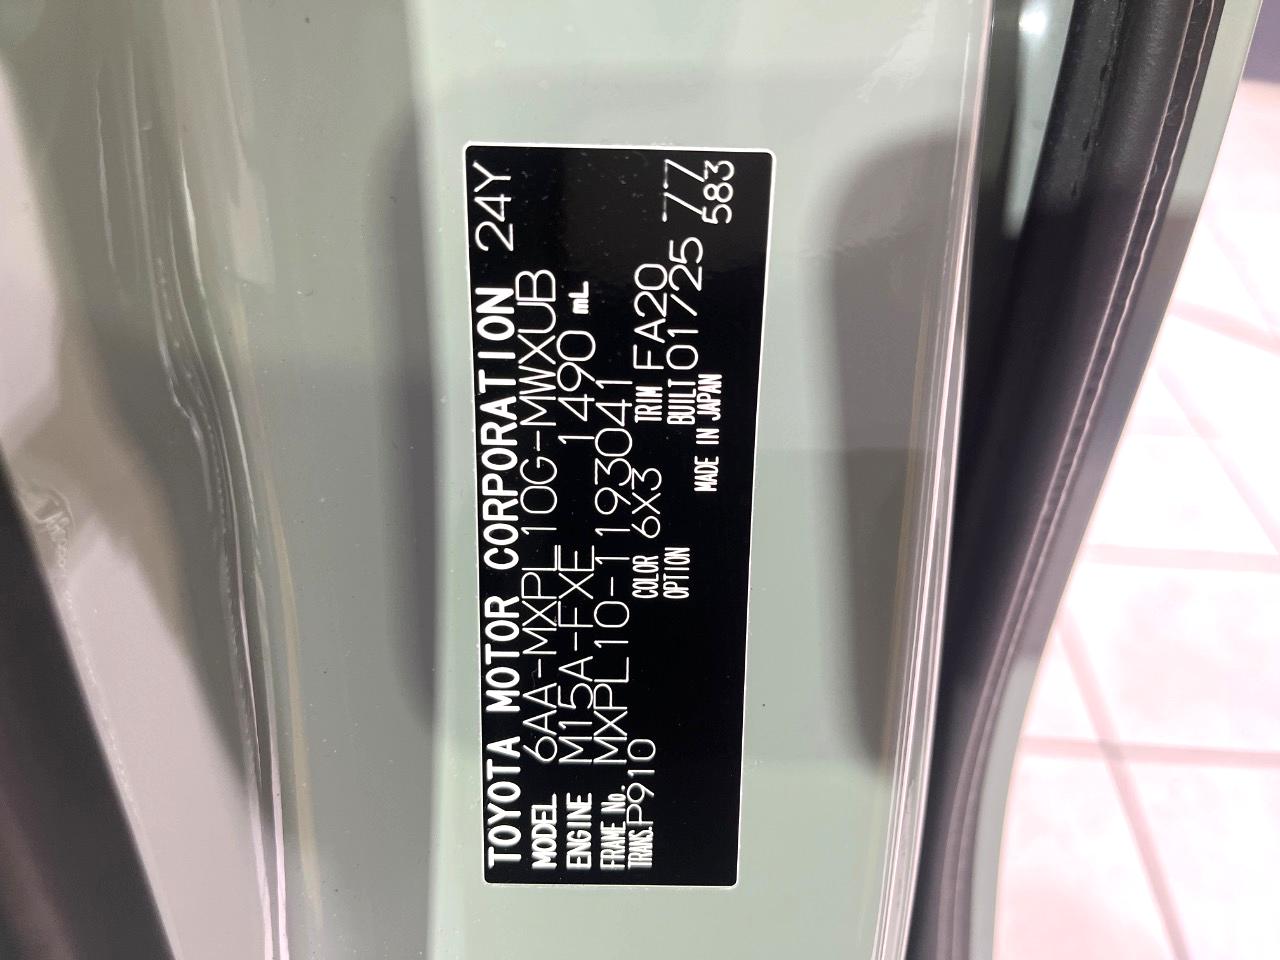 TOYOTA MOTOR CORPORATION 24Y
MODEL 6AA-MXPL10G-MWXUB
ENGINE M15A-FXE 1490 mL
FRAME No. MXPL10-1193041
TRANS. P910 COLOR 6X3 TRIM FA20 77
OPTION BUILT 01725 583
MADE IN JAPAN